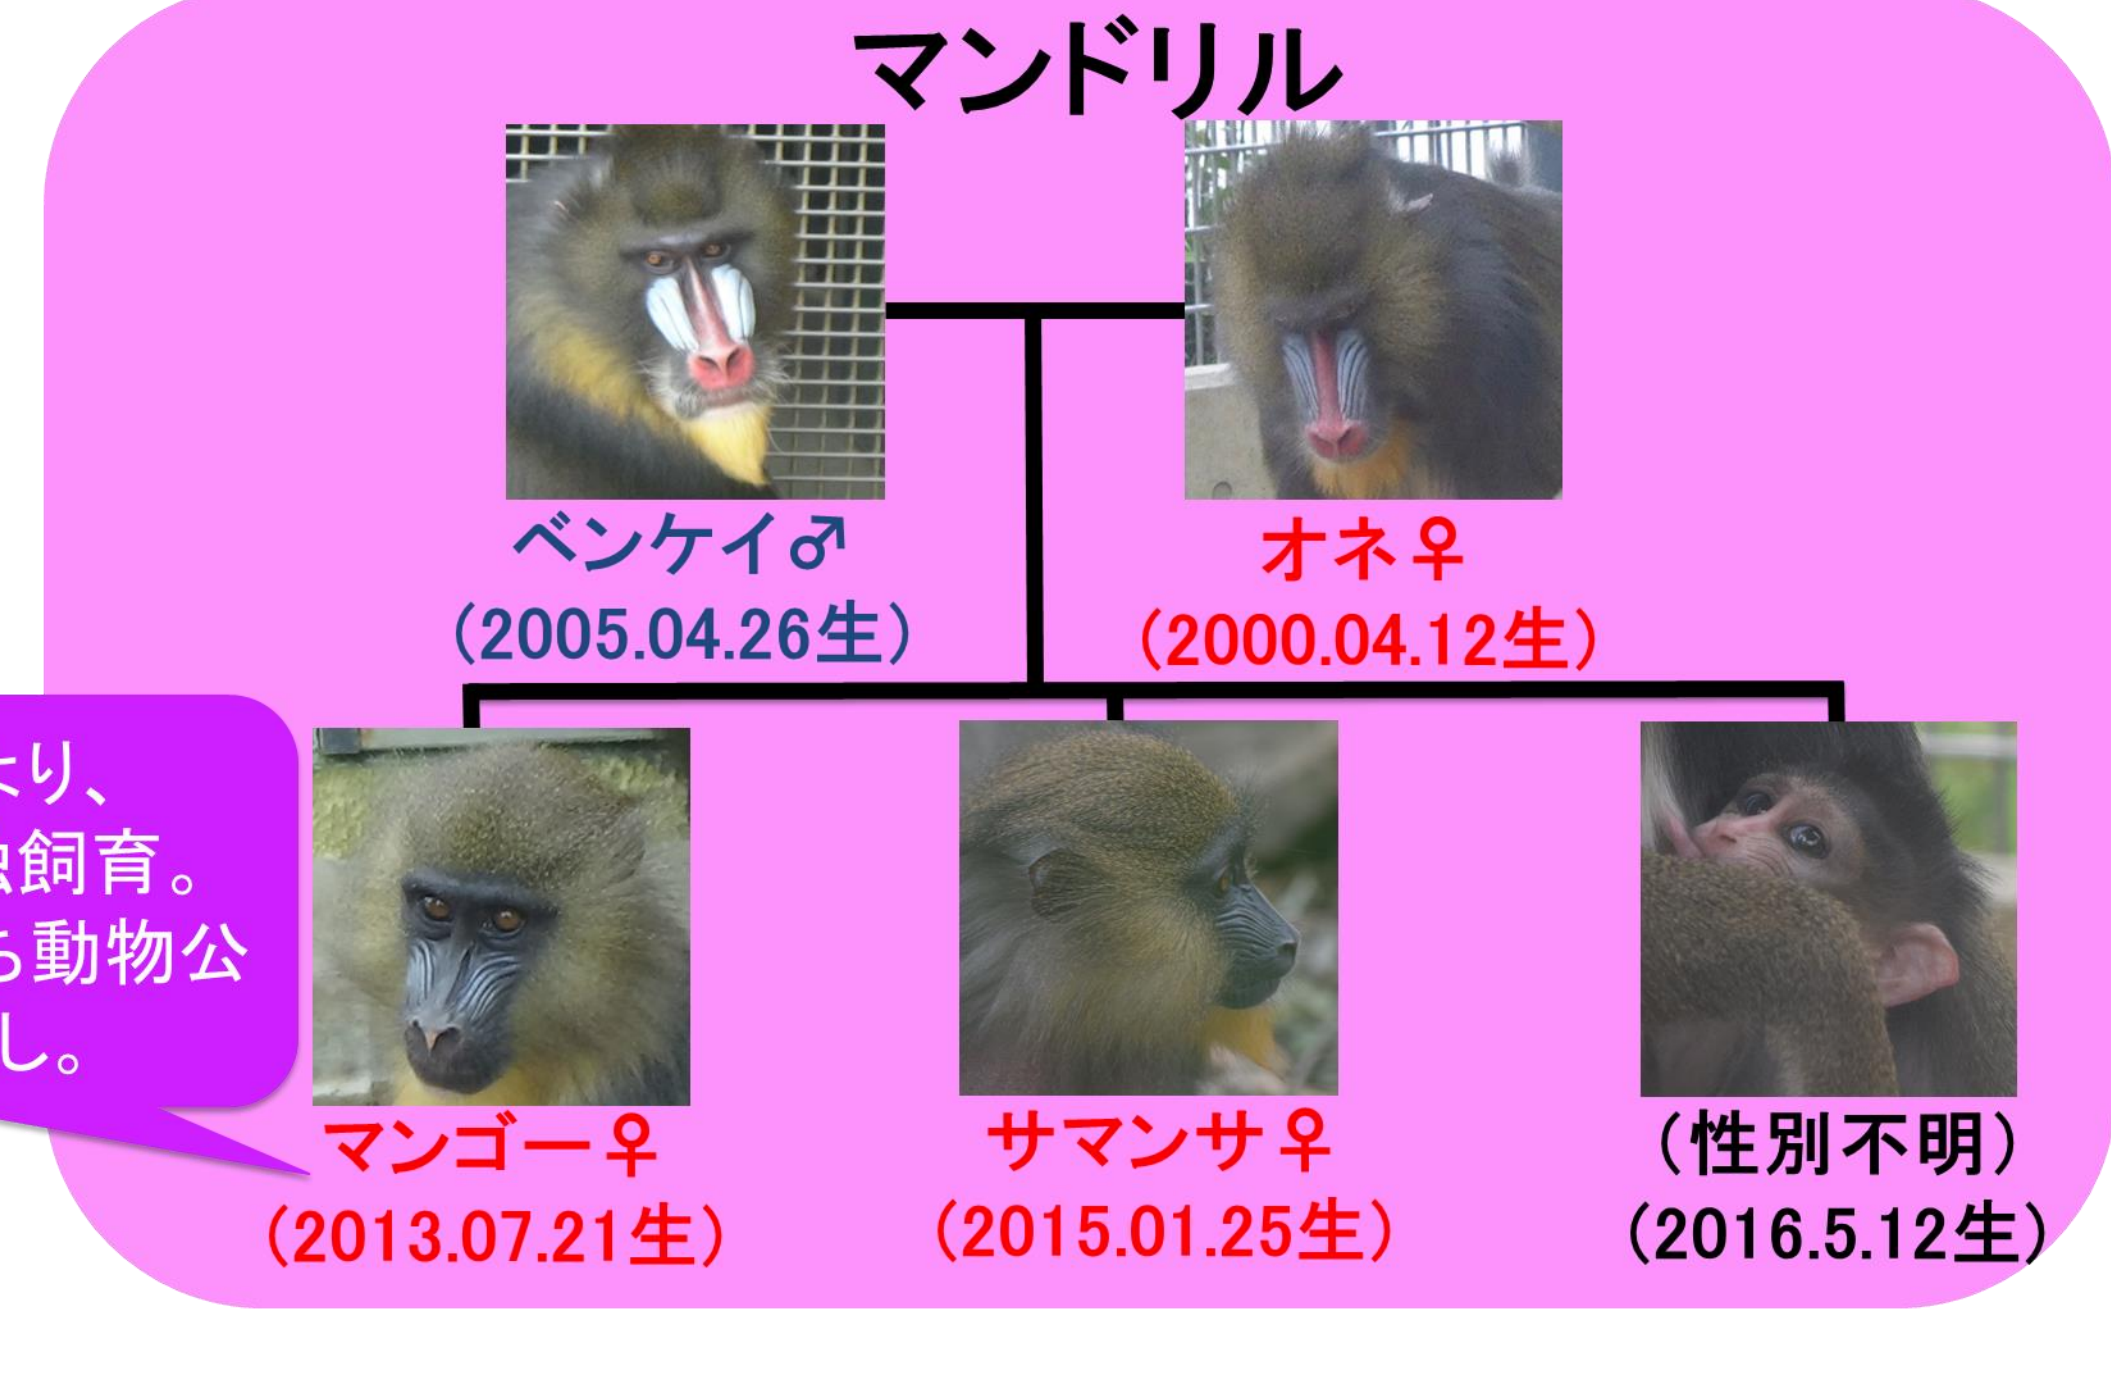 マンドリル
ベンケイ♂
（2005.04.26生）
オネ♀
（2000.04.12生）
より、
飼育。
動物公
し。
マンゴー♀
（2013.07.21生）
サマンサ♀
（2015.01.25生）
（性別不明）
（2016.5.12生）